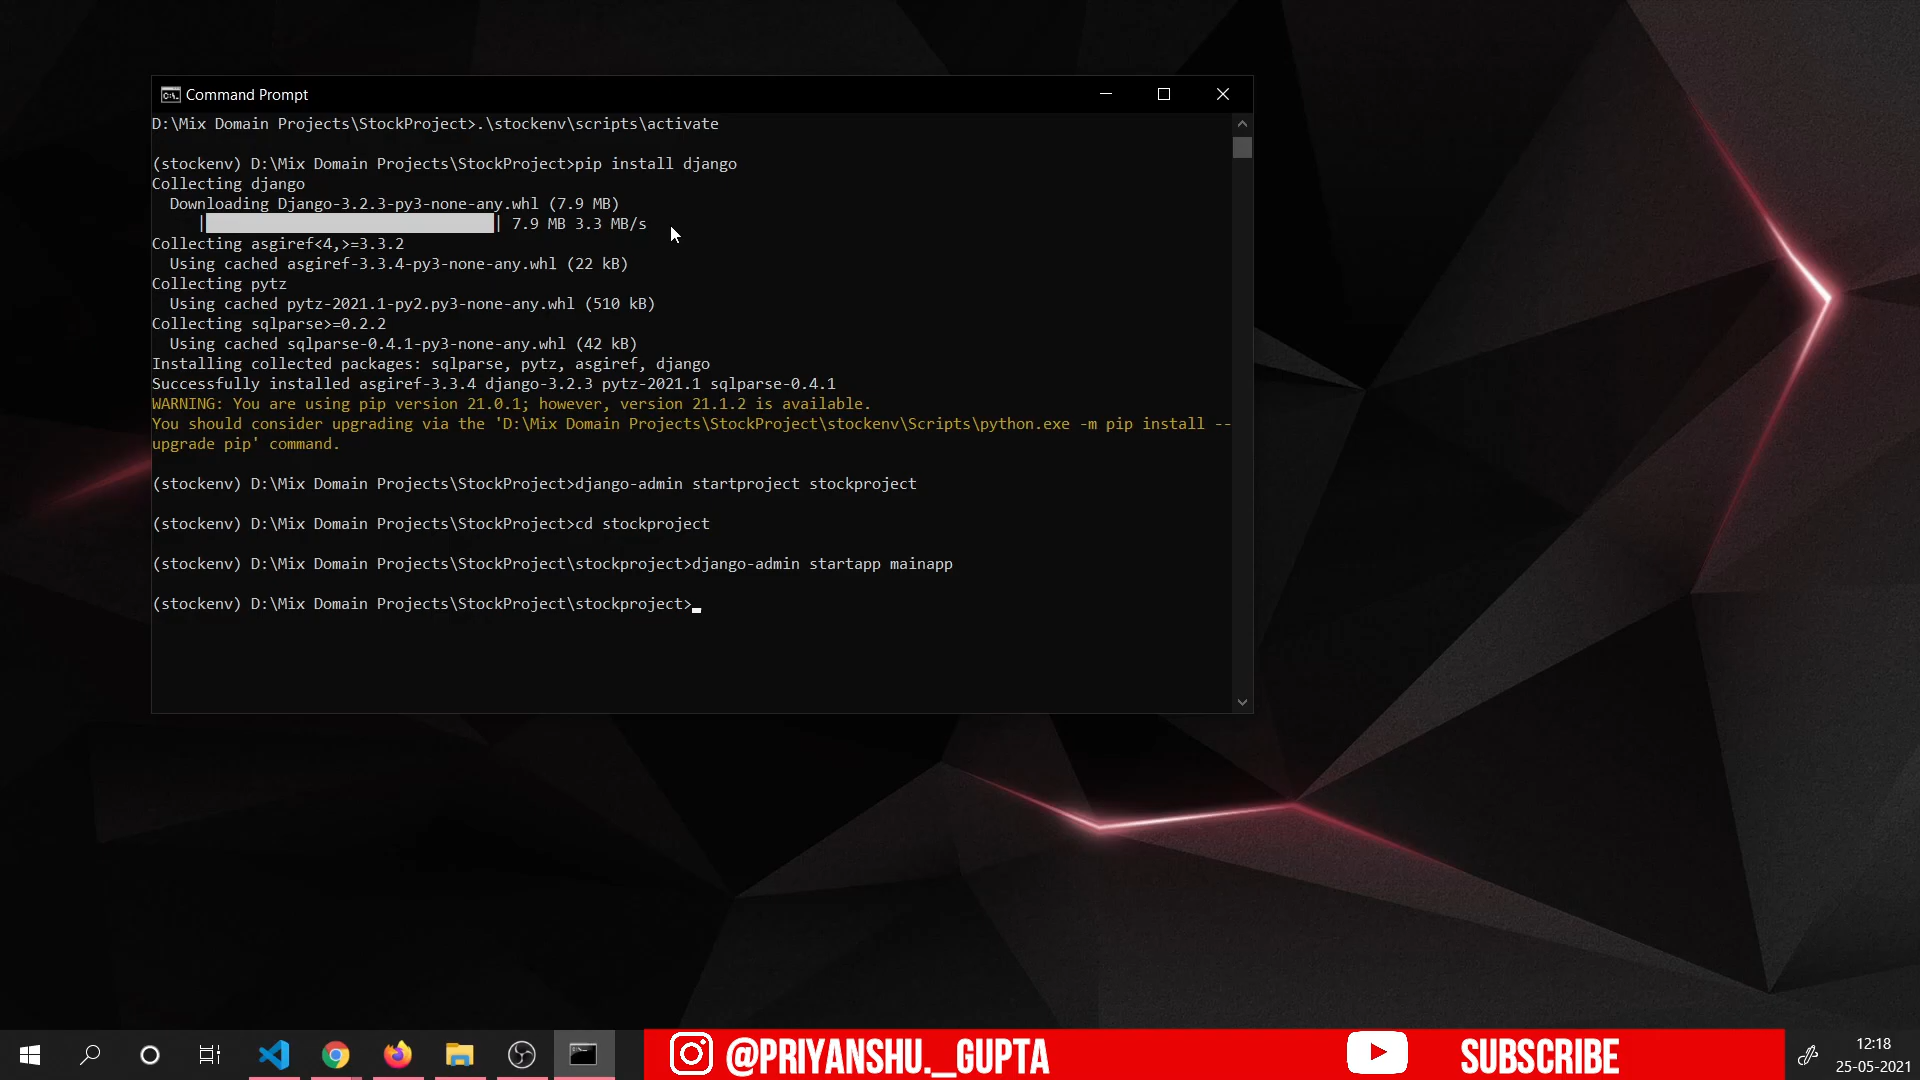 Command Prompt
D:\Mix Domain Projects\StockProject>.\stockenv\scripts\activate
(stockenv) D:\Mix Domain Projects\StockProject>pip install django
Collecting django
Downloading Django-3.2.3-py3-none-any.whl (7.9 MB)
| | 7.9 MB 3.3 MB/s
Collecting asgiref<4,>=3.3.2
Using cached asgiref-3.3.4-py3-none-any.whl (22 kB)
Collecting pytz
Using cached pytz-2021.1-py2.py3-none-any.whl (510 kB)
Collecting sqlparse>=0.2.2
Using cached sqlparse-0.4.1-py3-none-any.whl (42 kB)
Installing collected packages: sqlparse, pytz, asgiref, django
Successfully installed asgiref-3.3.4 django-3.2.3 pytz-2021.1 sqlparse-0.4.1
WARNING: You are using pip version 21.0.1; however, version 21.1.2 is available.
You should consider upgrading via the 'D:\Mix Domain Projects\StockProject\stockenv\Scripts\python.exe -m pip install --
upgrade pip' command.
(stockenv) D:\Mix Domain Projects\StockProject>django-admin startproject stockproject
(stockenv) D:\Mix Domain Projects\StockProject>cd stockproject
(stockenv) D:\Mix Domain Projects\StockProject\stockproject>django-admin startapp mainapp
(stockenv) D:\Mix Domain Projects\StockProject\stockproject>
@PRIYANSHU._GUPTA
SUBSCRIBE
12:18
25-05-2021